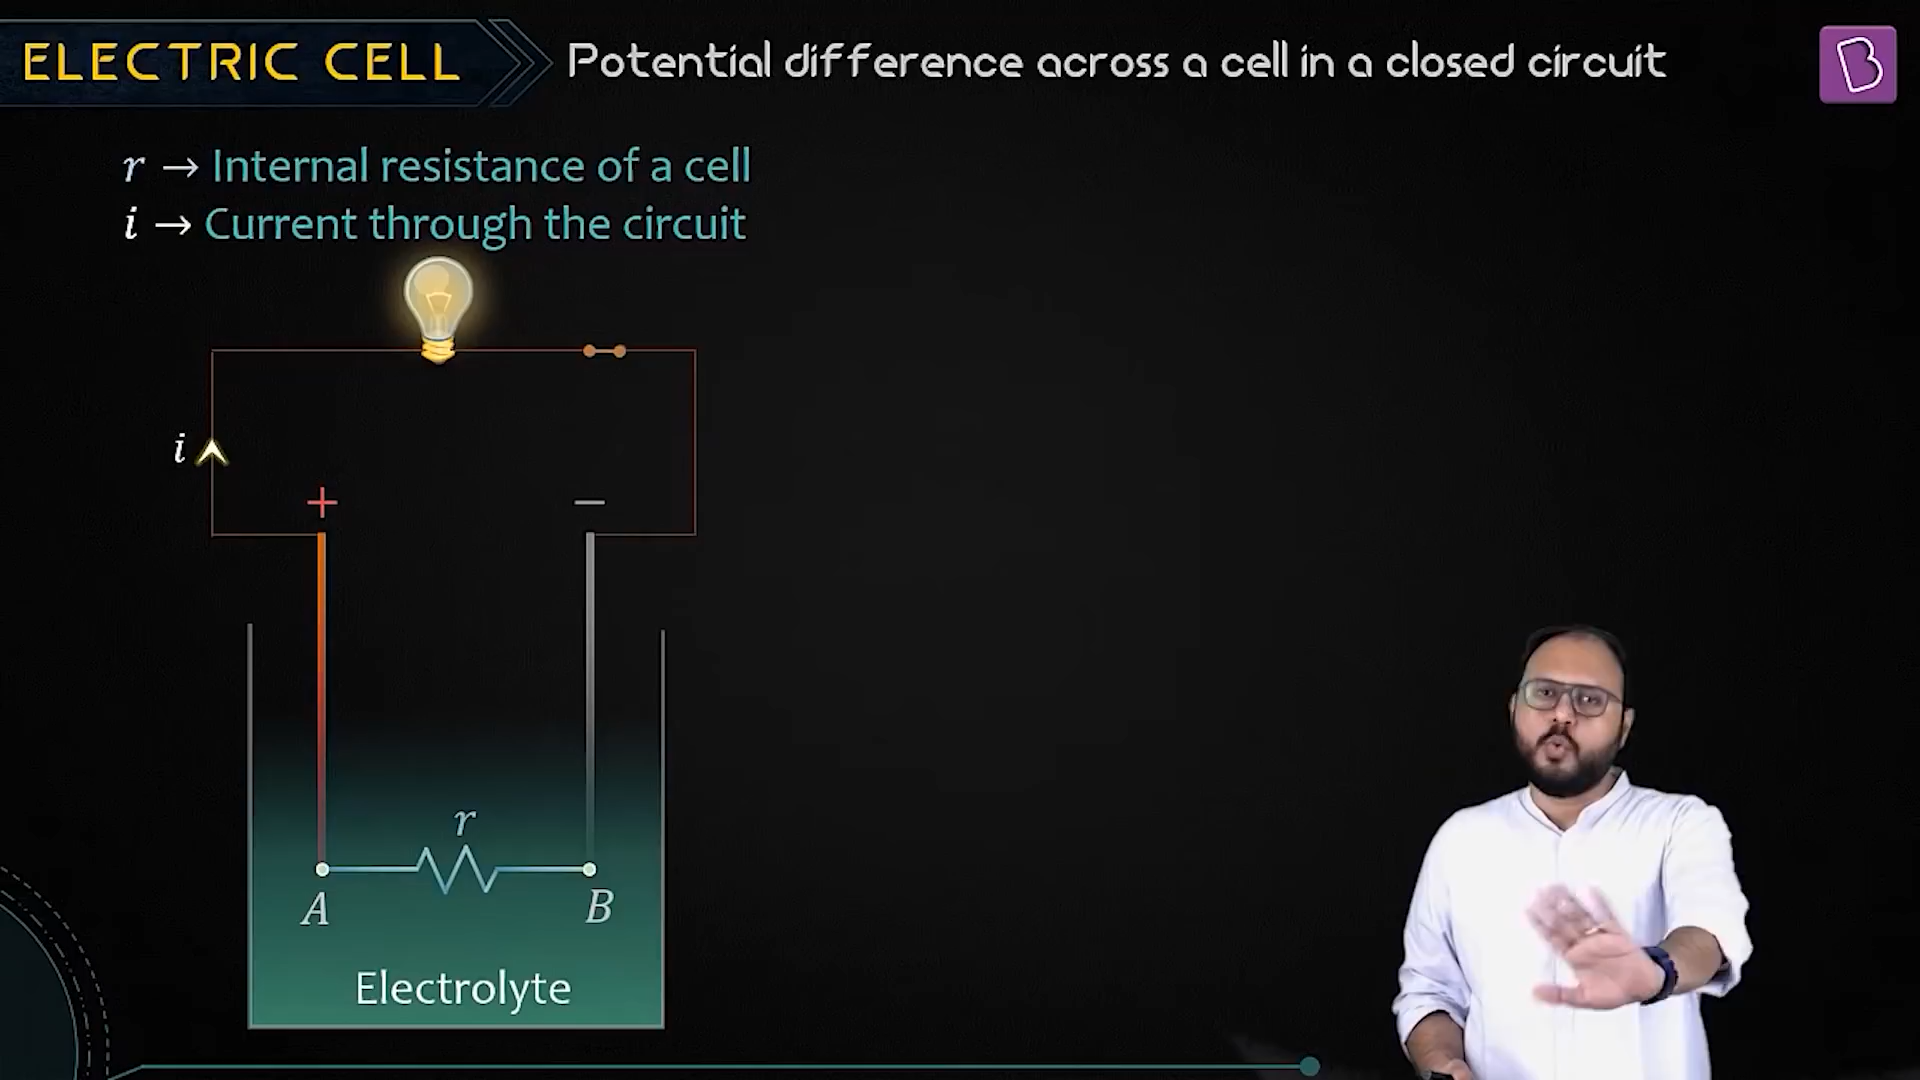 ELECTRIC CELL
Potential difference across a cell in a closed circuit
B
r → Internal resistance of a cell
i → Current through the circuit
i
+
−
r
A
B
Electrolyte